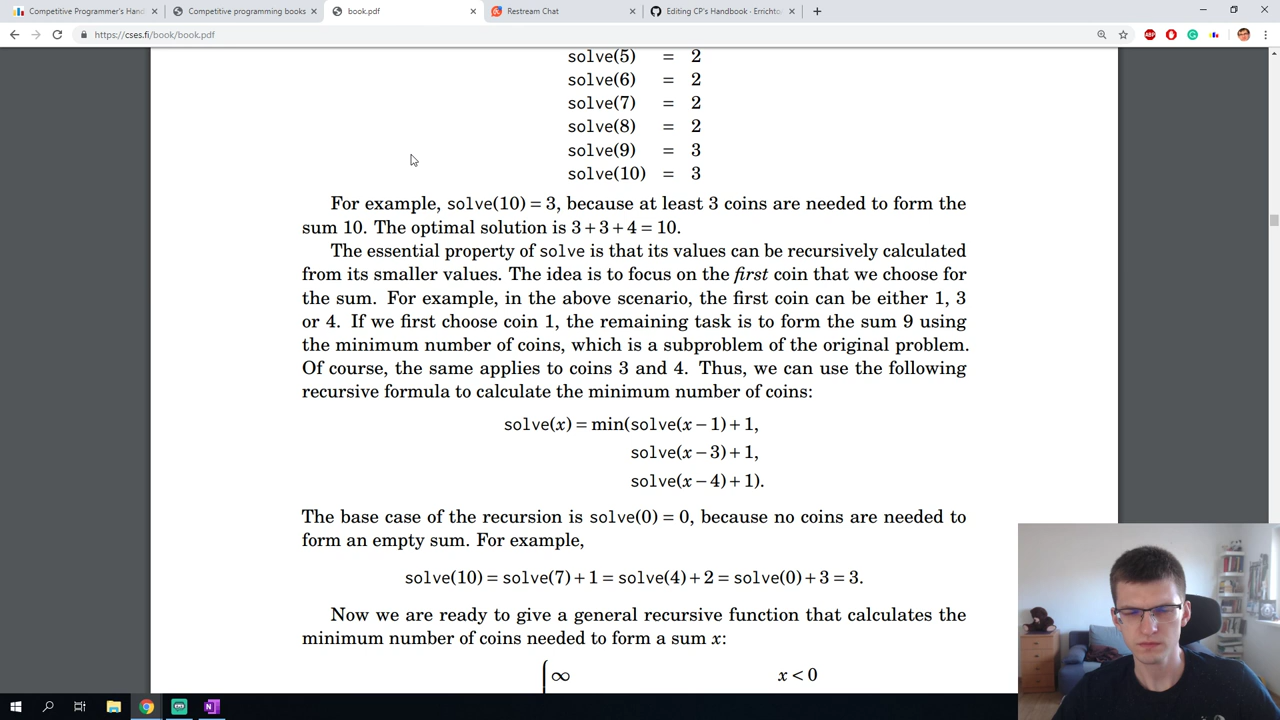 Competitive Programmer's Hand
Competitive programming books
book.pdf
Restream Chat
Editing CP's Handbook · Errichto
https://cses.fi/book/book.pdf
solve(5) = 2
solve(6) = 2
solve(7) = 2
solve(8) = 2
solve(9) = 3
solve(10) = 3
For example, solve(10) = 3, because at least 3 coins are needed to form the
sum 10. The optimal solution is 3 + 3 + 4 = 10.
The essential property of solve is that its values can be recursively calculated
from its smaller values. The idea is to focus on the first coin that we choose for
the sum. For example, in the above scenario, the first coin can be either 1, 3
or 4. If we first choose coin 1, the remaining task is to form the sum 9 using
the minimum number of coins, which is a subproblem of the original problem.
Of course, the same applies to coins 3 and 4. Thus, we can use the following
recursive formula to calculate the minimum number of coins:
solve(x) = min(solve(x − 1) + 1,
solve(x − 3) + 1,
solve(x − 4) + 1).
The base case of the recursion is solve(0) = 0, because no coins are needed to
form an empty sum. For example,
solve(10) = solve(7) + 1 = solve(4) + 2 = solve(0) + 3 = 3.
Now we are ready to give a general recursive function that calculates the
minimum number of coins needed to form a sum x:
∞ x < 0